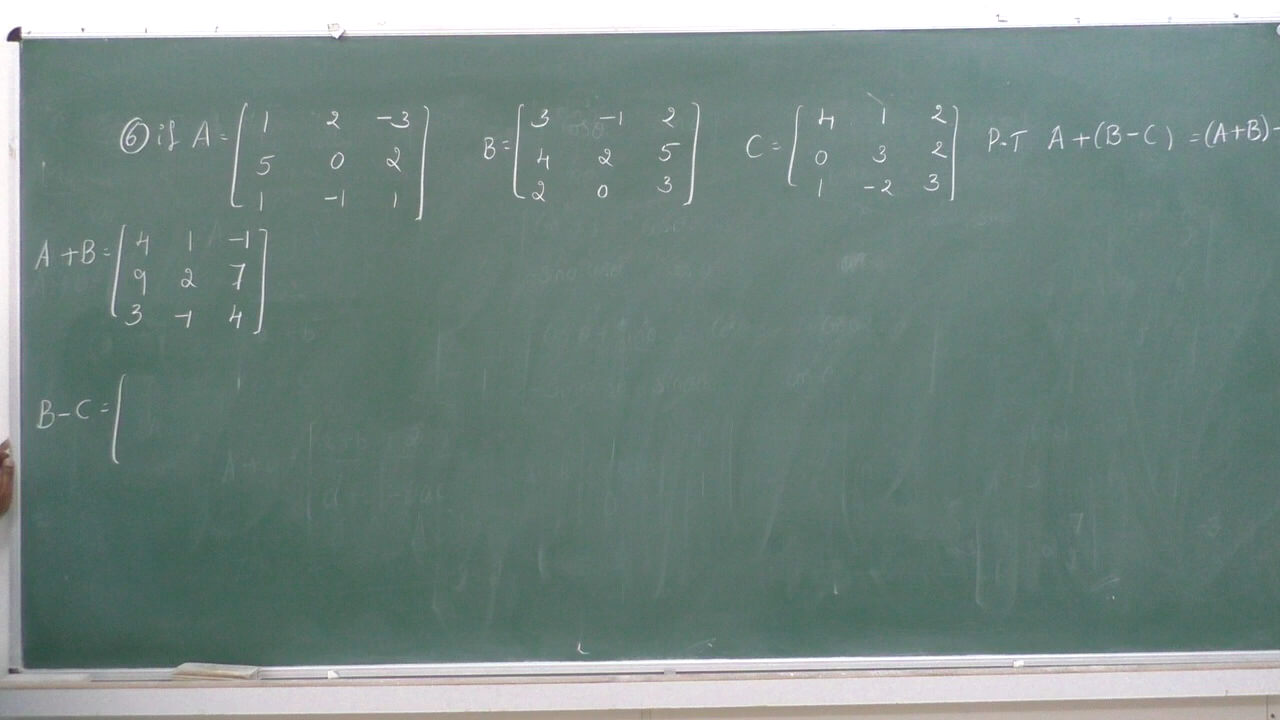 ⑥ if A = [ 1 2 -3 B = [ 3 -1 2 ] C = [ 4 1 2 ] P.T A+(B-C) = (A+B)-
5 0 2 4 2 5 0 3 2
1 -1 1 ] 2 0 3 1 -2 3
A+B = [ 4 1 -1 ]
9 2 7
3 -1 4
B-C = [